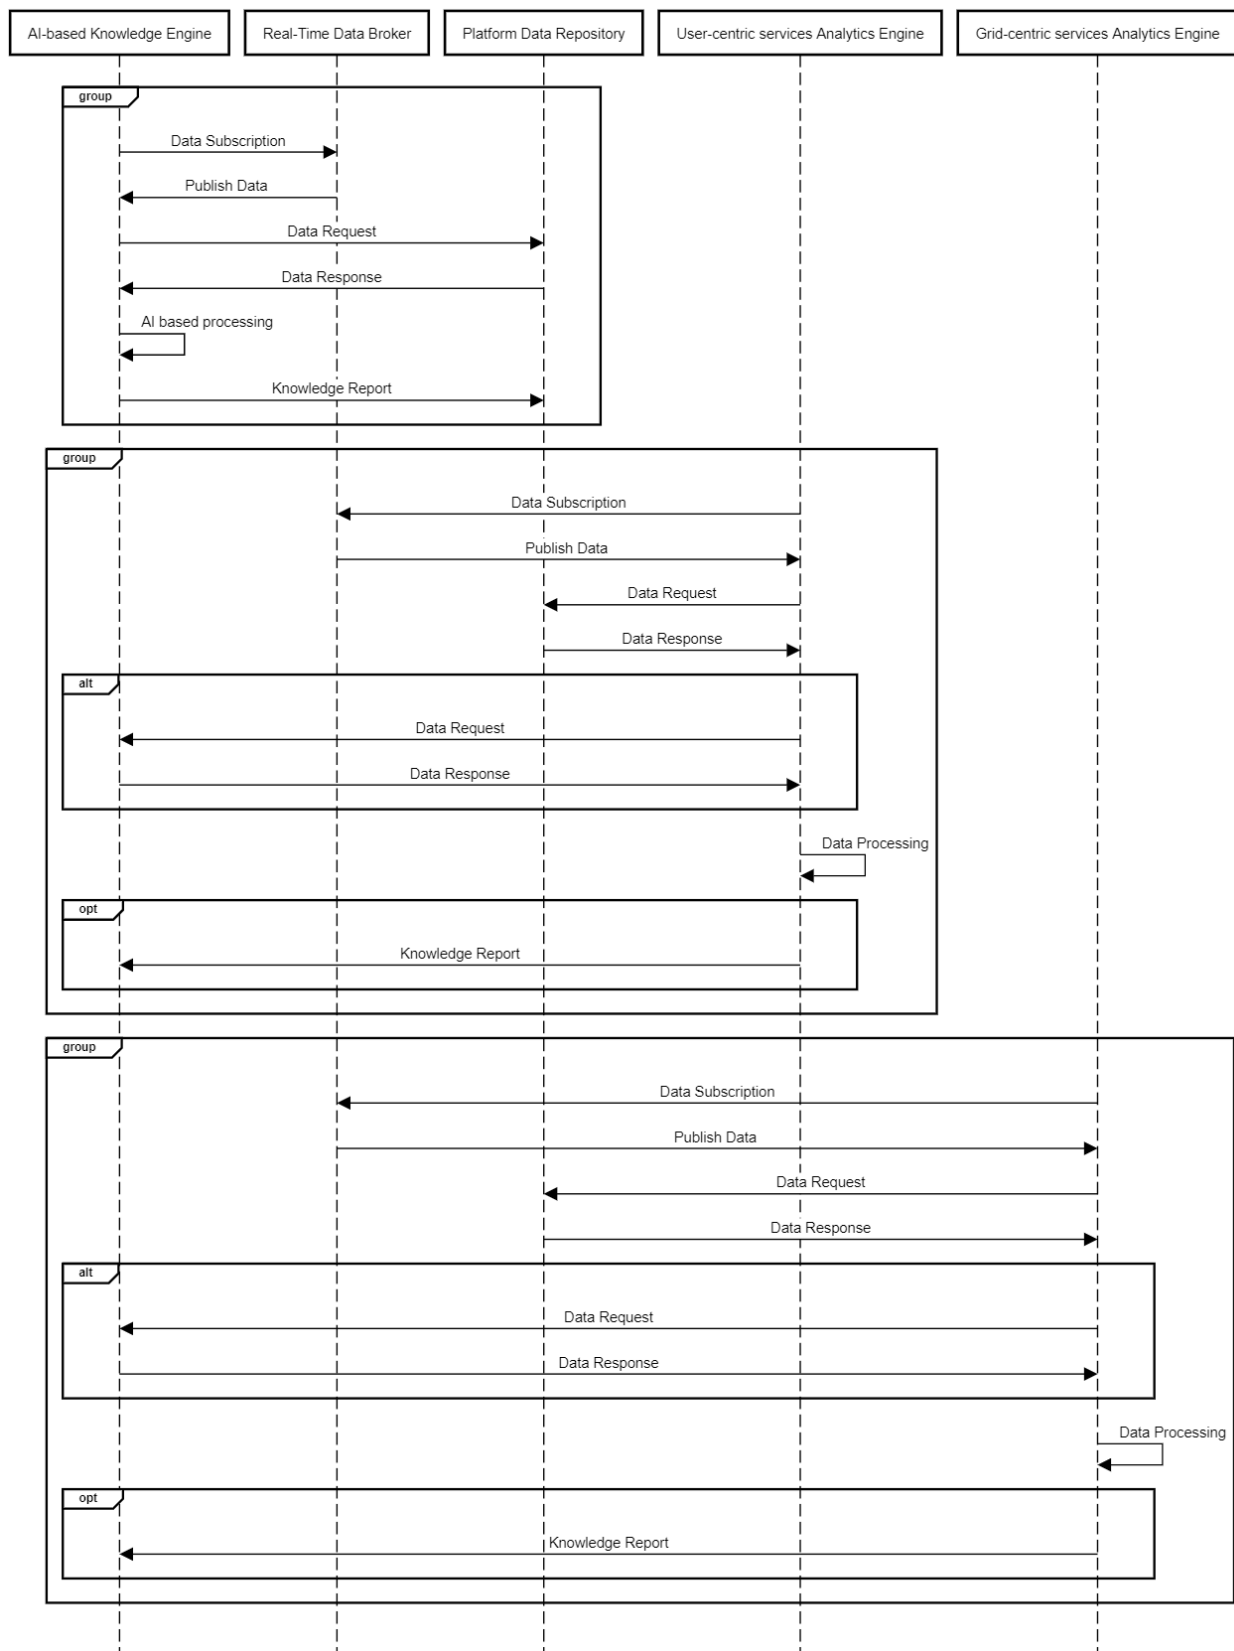 AI-based Knowledge Engine
Real-Time Data Broker
Platform Data Repository
User-centric services Analytics Engine
Grid-centric services Analytics Engine
group
Data Subscription
Publish Data
Data Request
Data Response
AI based processing
Knowledge Report
group
Data Subscription
Publish Data
Data Request
Data Response
alt
Data Request
Data Response
Data Processing
opt
Knowledge Report
group
Data Subscription
Publish Data
Data Request
Data Response
alt
Data Request
Data Response
Data Processing
opt
Knowledge Report